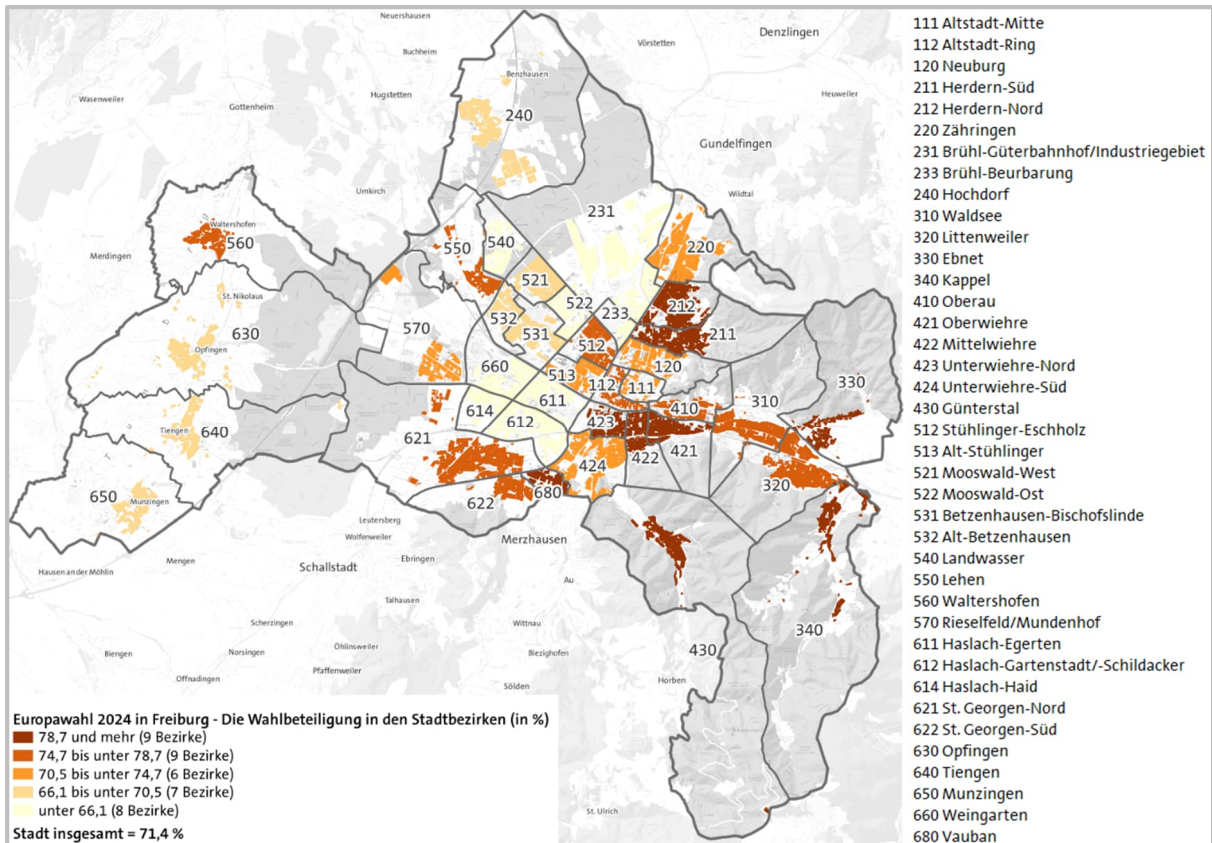 Neuershausen
Denzlingen
Vörstetten
Buchheim
Benzhausen
Wasenweiler
Hugstetten
Heuweiler
Gottenheim
240
Gundelfingen
Umkirch
Wildtal
231
Waltershofen
560
550
540
220
Merdingen
521
St. Nikolaus
522
212
532
233
630
570
531
512
211
Opfingen
660
513
120
112
111
330
611
410
310
614
612
423
Tiengen
640
621
422
421
424
320
650
Munzingen
622
680
Leutersberg
Wolfenweiler
Merzhausen
Mengen
Ebringen
Hausen an der Möhlin
Schallstadt
Au
Talhausen
Scherzingen
Wittnau
340
Biengen
Norsingen
Öhlinsweiler
Biezighofen
430
Pfaffenweiler
Offnadingen
Sölden
Horben
St. Ulrich
Europawahl 2024 in Freiburg - Die Wahlbeteiligung in den Stadtbezirken (in %)
78,7 und mehr (9 Bezirke)
74,7 bis unter 78,7 (9 Bezirke)
70,5 bis unter 74,7 (6 Bezirke)
66,1 bis unter 70,5 (7 Bezirke)
unter 66,1 (8 Bezirke)
Stadt insgesamt = 71,4 %
111 Altstadt-Mitte
112 Altstadt-Ring
120 Neuburg
211 Herdern-Süd
212 Herdern-Nord
220 Zähringen
231 Brühl-Güterbahnhof/Industriegebiet
233 Brühl-Beurbarung
240 Hochdorf
310 Waldsee
320 Littenweiler
330 Ebnet
340 Kappel
410 Oberau
421 Oberwiehre
422 Mittelwiehre
423 Unterwiehre-Nord
424 Unterwiehre-Süd
430 Günterstal
512 Stühlinger-Eschholz
513 Alt-Stühlinger
521 Mooswald-West
522 Mooswald-Ost
531 Betzenhausen-Bischofslinde
532 Alt-Betzenhausen
540 Landwasser
550 Lehen
560 Waltershofen
570 Rieselfeld/Mundenhof
611 Haslach-Egerten
612 Haslach-Gartenstadt/-Schildacker
614 Haslach-Haid
621 St. Georgen-Nord
622 St. Georgen-Süd
630 Opfingen
640 Tiengen
650 Munzingen
660 Weingarten
680 Vauban